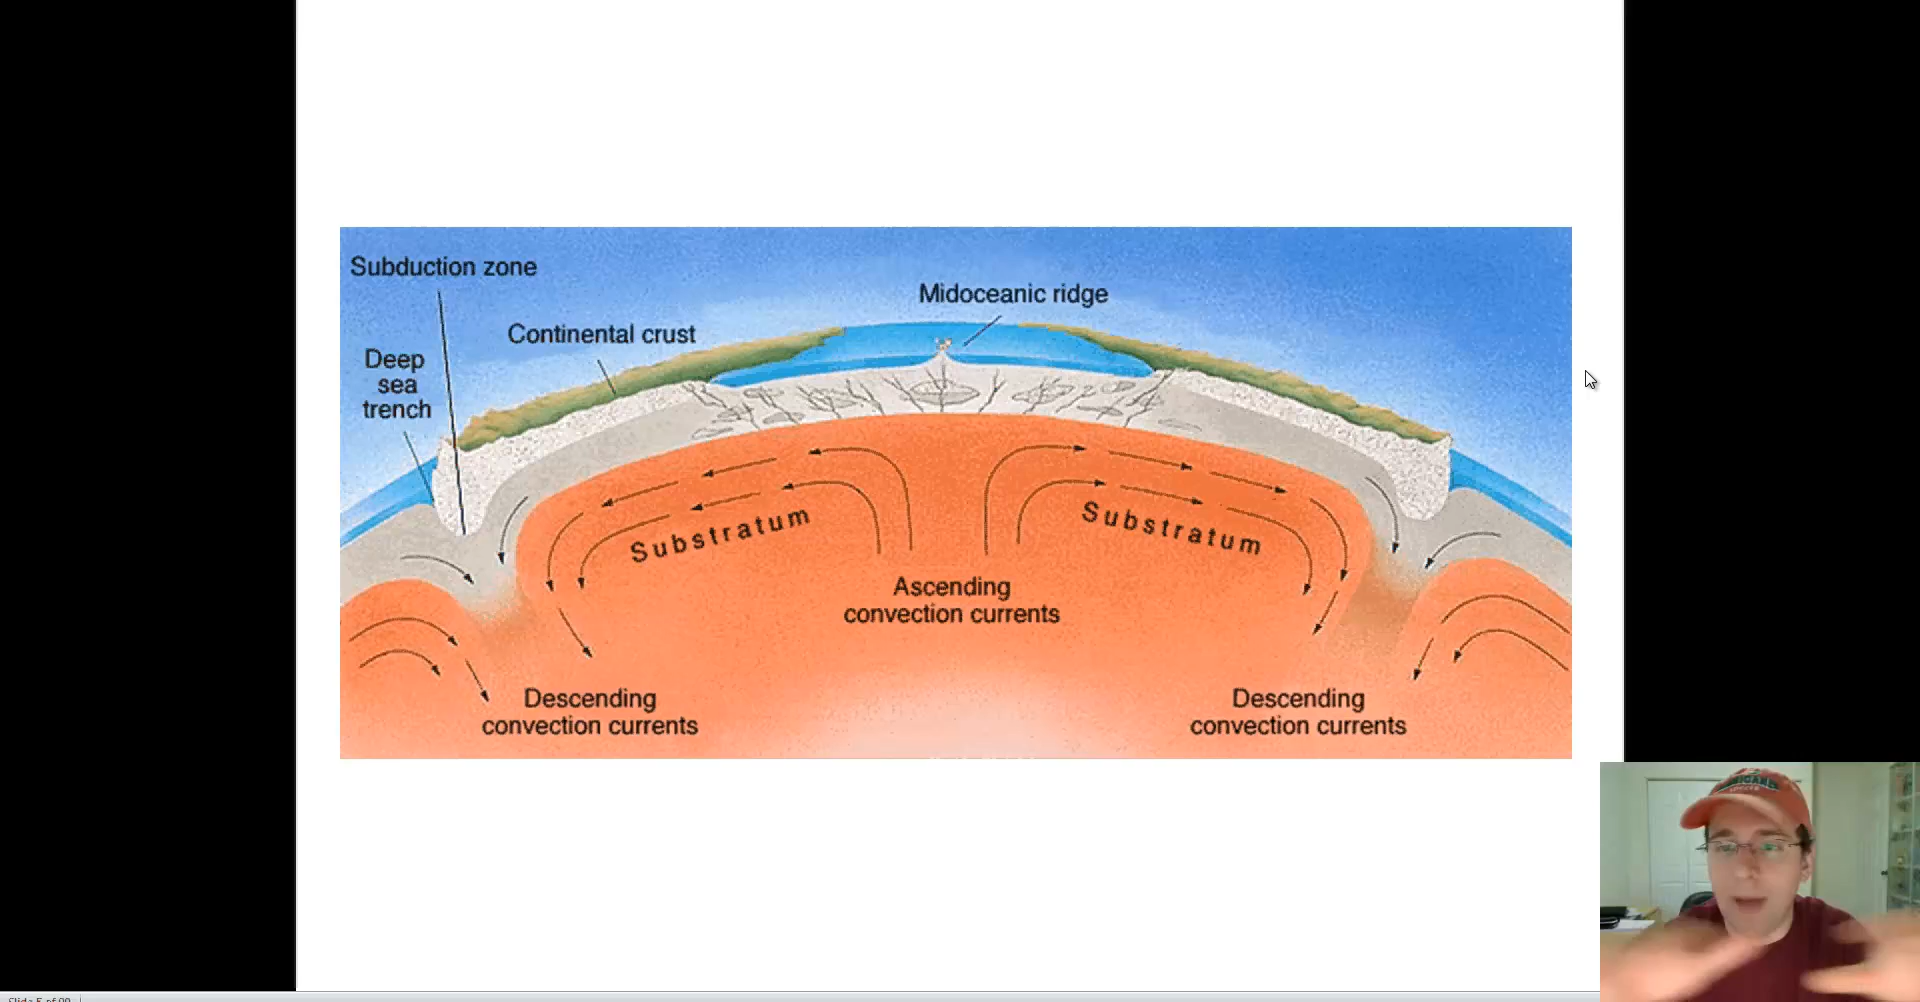 Subduction zone
Midoceanic ridge
Continental crust
Deep
sea
trench
Substratum
Substratum
Ascending
convection currents
Descending
convection currents
Descending
convection currents